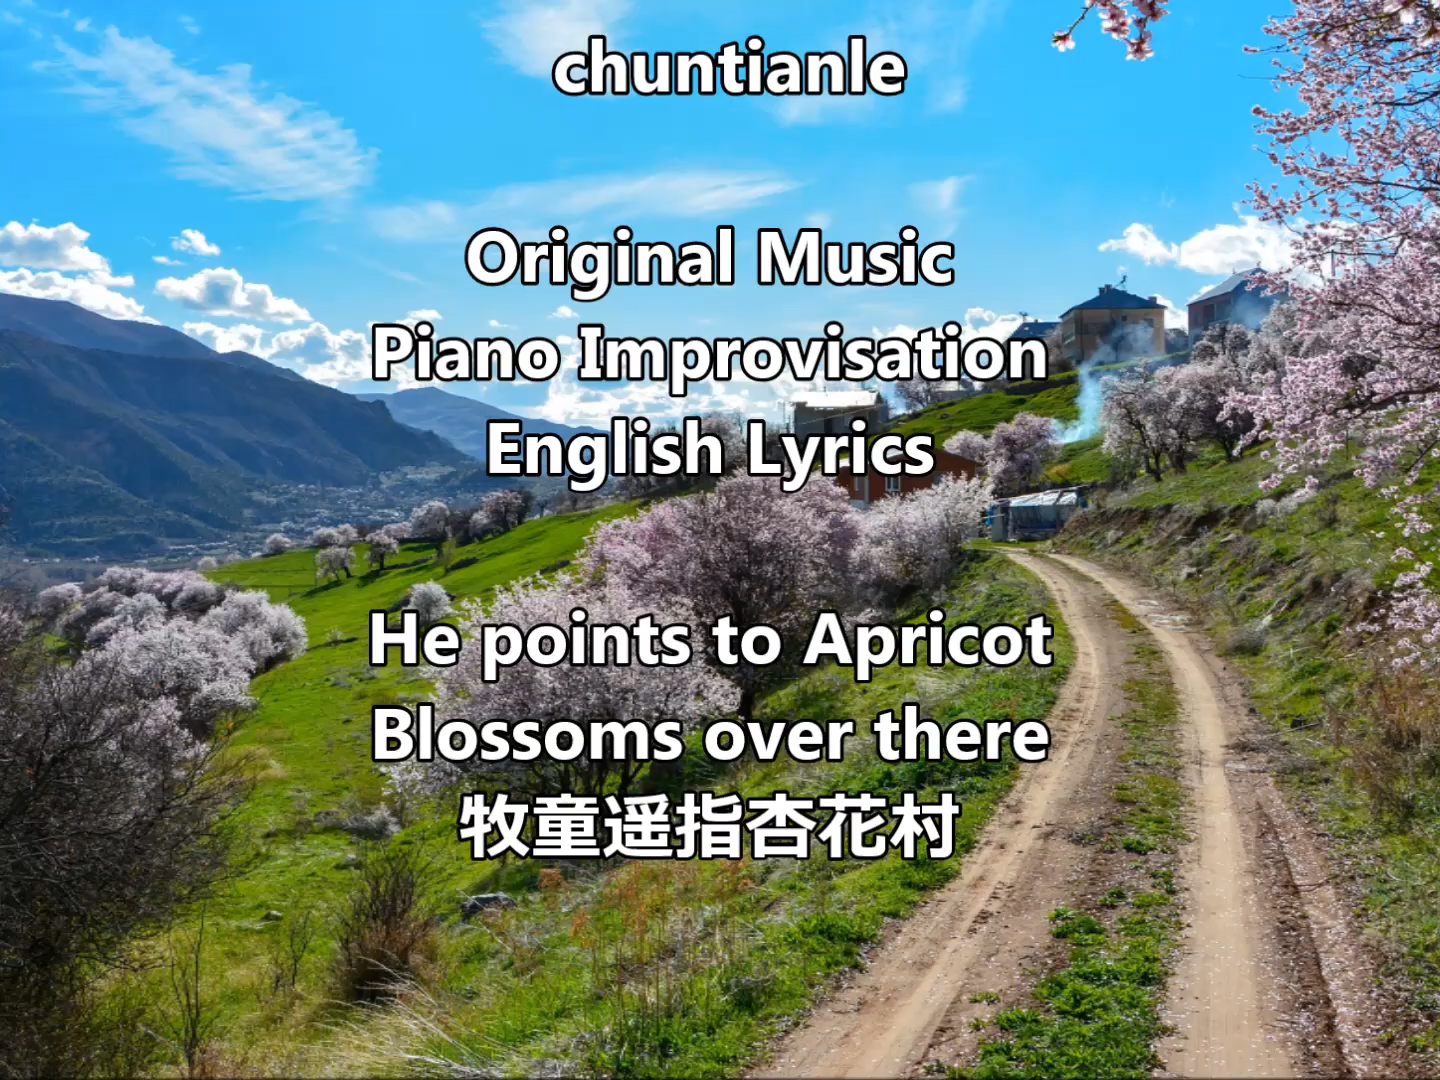 chuntianle
Original Music
Piano Improvisation
English Lyrics
He points to Apricot
Blossoms over there
牧童遥指杏花村